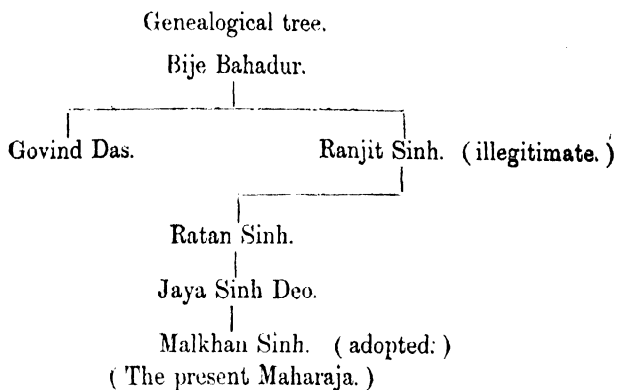 Genealogical tree.
Bije Bahadur.
Govind Das. Ranjit Sinh. (illegitimate.)
Ratan Sinh.
Jaya Sinh Deo.
Malkhan Sinh. (adopted:)
(The present Maharaja.)